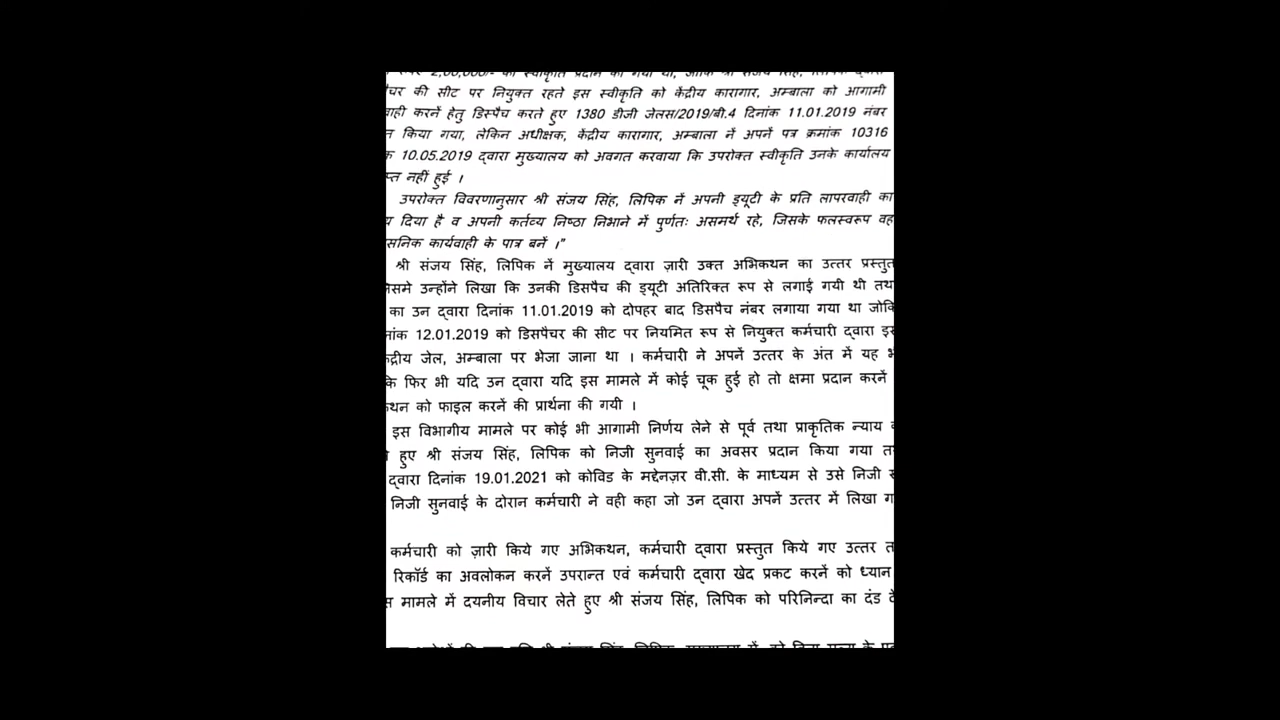 2,00,000/- की स्वीकृति प्रदान की गयी थी, जोकि श्री संजय सिंह, लिपिक द्वारा
की सीट पर नियुक्त रहते इस स्वीकृति को केंद्रीय कारागार, अम्बाला को आगामी
करनें हेतु डिस्पैच करते हुए 1380 डीजी जेलस/2019/बी.4 दिनांक 11.01.2019 नंबर
किया गया, लेकिन अधीक्षक, केंद्रीय कारागार, अम्बाला नें अपनें पत्र क्रमांक 10316
10.05.2019 द्वारा मुख्यालय को अवगत करवाया कि उपरोक्त स्वीकृति उनके कार्यालय
नहीं हुई ।
उपरोक्त विवरणानुसार श्री संजय सिंह, लिपिक नें अपनी ड्यूटी के प्रति लापरवाही का
दिया है व अपनी कर्तव्य निष्ठा निभाने में पुर्णतः असमर्थ रहे, जिसके फलस्वरूप वह
कार्यवाही के पात्र बनें ।"
श्री संजय सिंह, लिपिक नें मुख्यालय द्वारा ज़ारी उक्त अभिकथन का उत्तर प्रस्तुत
उन्होंने लिखा कि उनकी डिसपैच की ड्यूटी अतिरिक्त रूप से लगाई गयी थी
का उन द्वारा दिनांक 11.01.2019 को दोपहर बाद डिसपैच नंबर लगाया गया था
12.01.2019 को डिसपैचर की सीट पर नियमित रूप से नियुक्त कर्मचारी द्वारा
जेल, अम्बाला पर भेजा जाना था । कर्मचारी ने अपनें उत्तर के अंत में यह
फिर भी यदि उन द्वारा यदि इस मामले में कोई चूक हुई हो तो क्षमा प्रदान करनें
को फाइल करनें की प्रार्थना की गयी ।
इस विभागीय मामले पर कोई भी आगामी निर्णय लेने से पूर्व तथा प्राकृतिक न्याय
हुए श्री संजय सिंह, लिपिक को निजी सुनवाई का अवसर प्रदान किया गया
द्वारा दिनांक 19.01.2021 को कोविड के मद्देनज़र वी.सी. के माध्यम से उसे निजी
निजी सुनवाई के दोरान कर्मचारी ने वही कहा जो उन द्वारा अपनें उत्तर में लिखा
कर्मचारी को ज़ारी किये गए अभिकथन, कर्मचारी द्वारा प्रस्तुत किये गए उत्तर
रिकॉर्ड का अवलोकन करनें उपरान्त एवं कर्मचारी द्वारा खेद प्रकट करनें को ध्यान
मामले में दयनीय विचार लेते हुए श्री संजय सिंह, लिपिक को परिनिन्दा का दंड